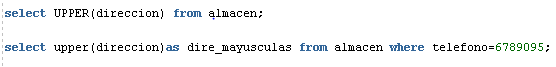 select UPPER(direccion) from almacen;
select upper(direccion)as dire_mayusculas from almacen where telefono=6789095;